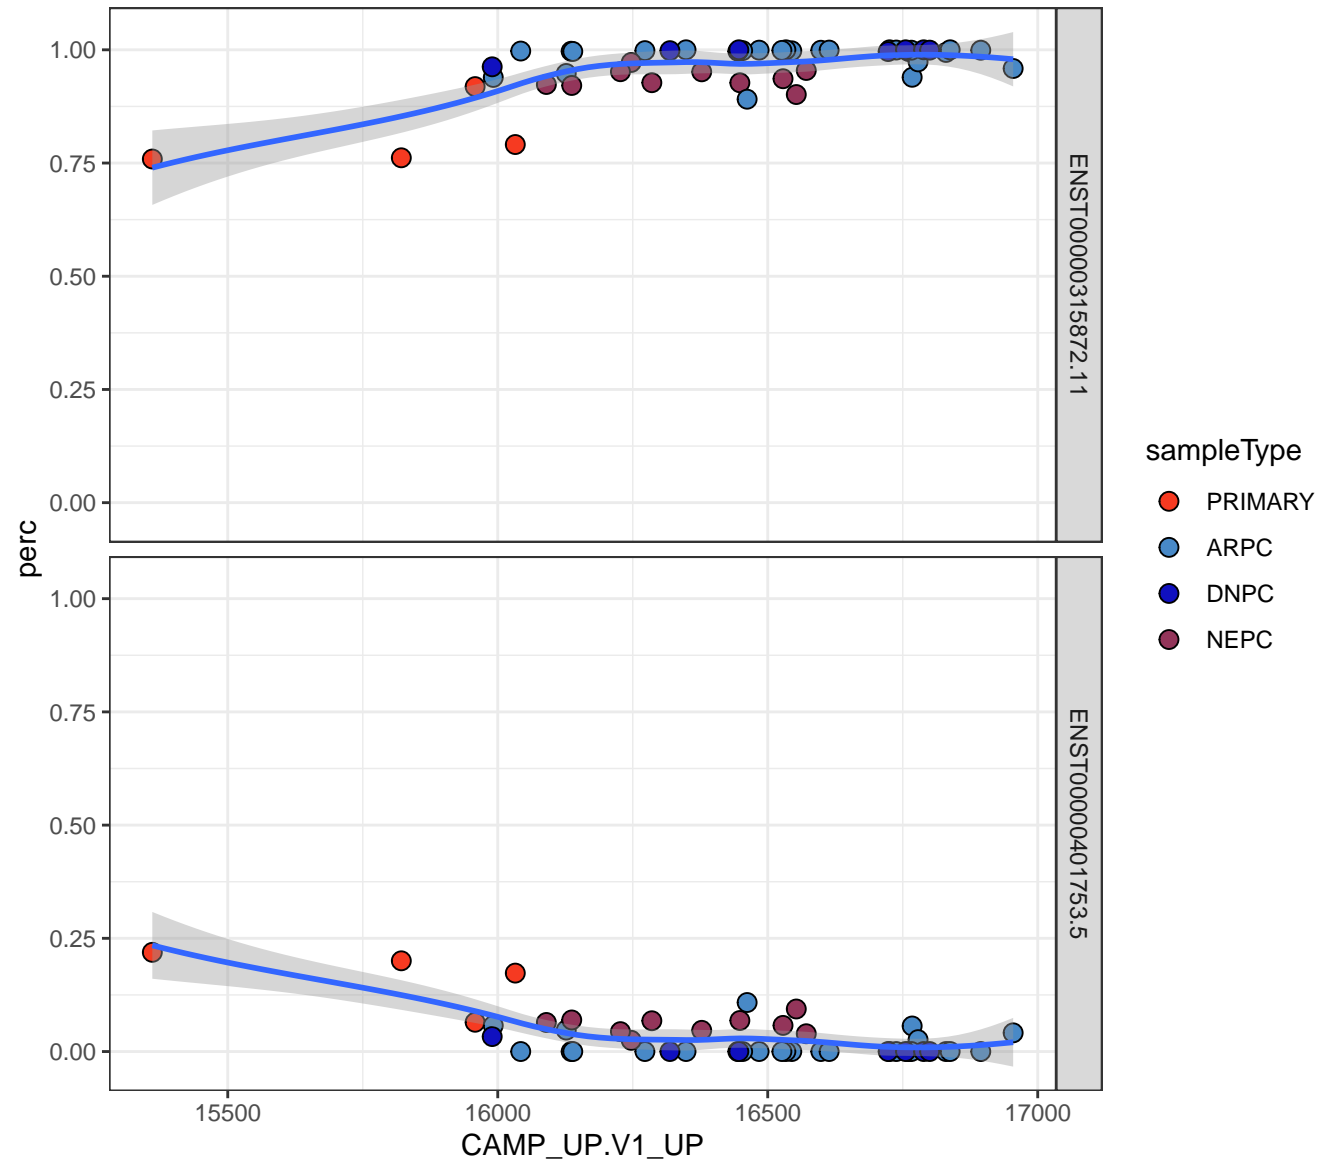 1.00
0.75
0.50
0.25
0.00
ENST00000315872.11
1.00
0.75
0.50
0.25
0.00
ENST00000401753.5
perc
15500
16000
16500
17000
CAMP_UP.V1_UP
sampleType
PRIMARY
ARPC
DNPC
NEPC